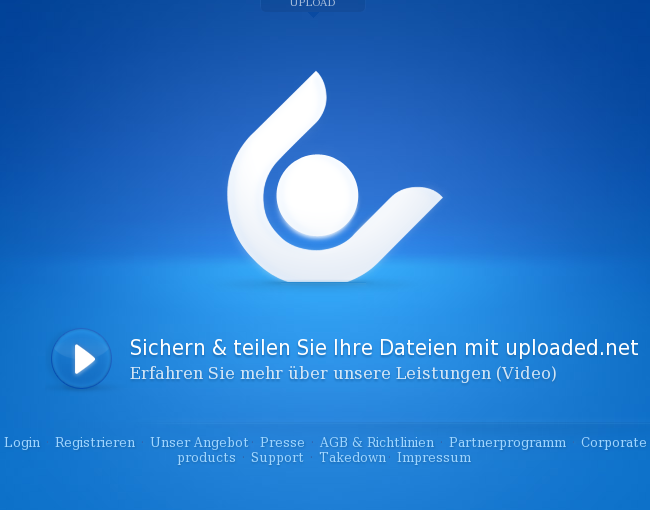 UPLOAD
Sichern & teilen Sie Ihre Dateien mit uploaded.net
Erfahren Sie mehr über unsere Leistungen (Video)
Login Registrieren Unser Angebot · Presse · AGB & Richtlinien Partnerprogramm Corporate
products · Support · Takedown · Impressum